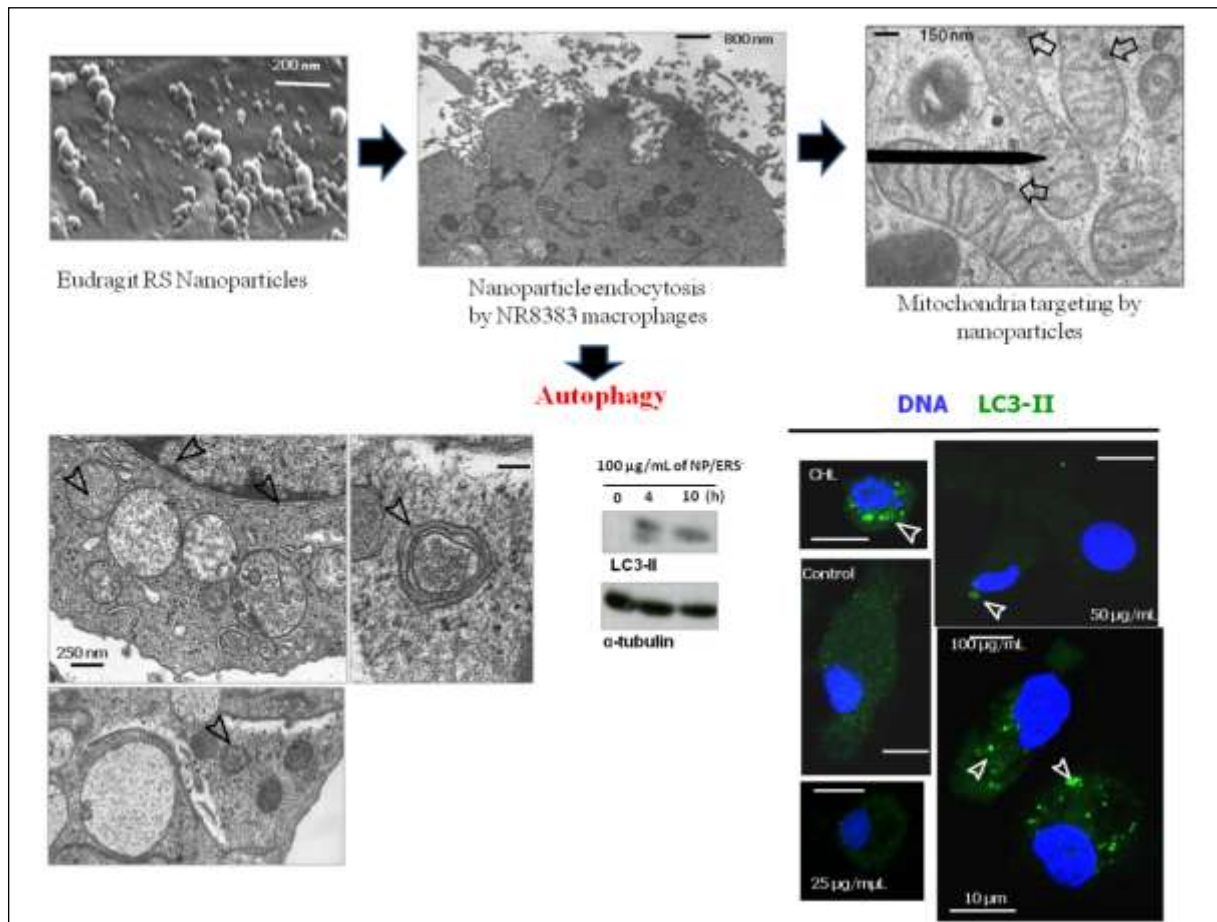 200 nm
800 nm
150 nm
Eudragit RS Nanoparticles
Nanoparticle endocytosis
by NR8383 macrophages
Mitochondria targeting by
nanoparticles
Autophagy
DNA LC3-II
250 nm
100 µg/mL of NP/ERS
0 4 10 (h)
LC3-II
α-tubulin
CHL
Control
50 µg/mL
100 µg/mL
25 µg/mµL
10 µm